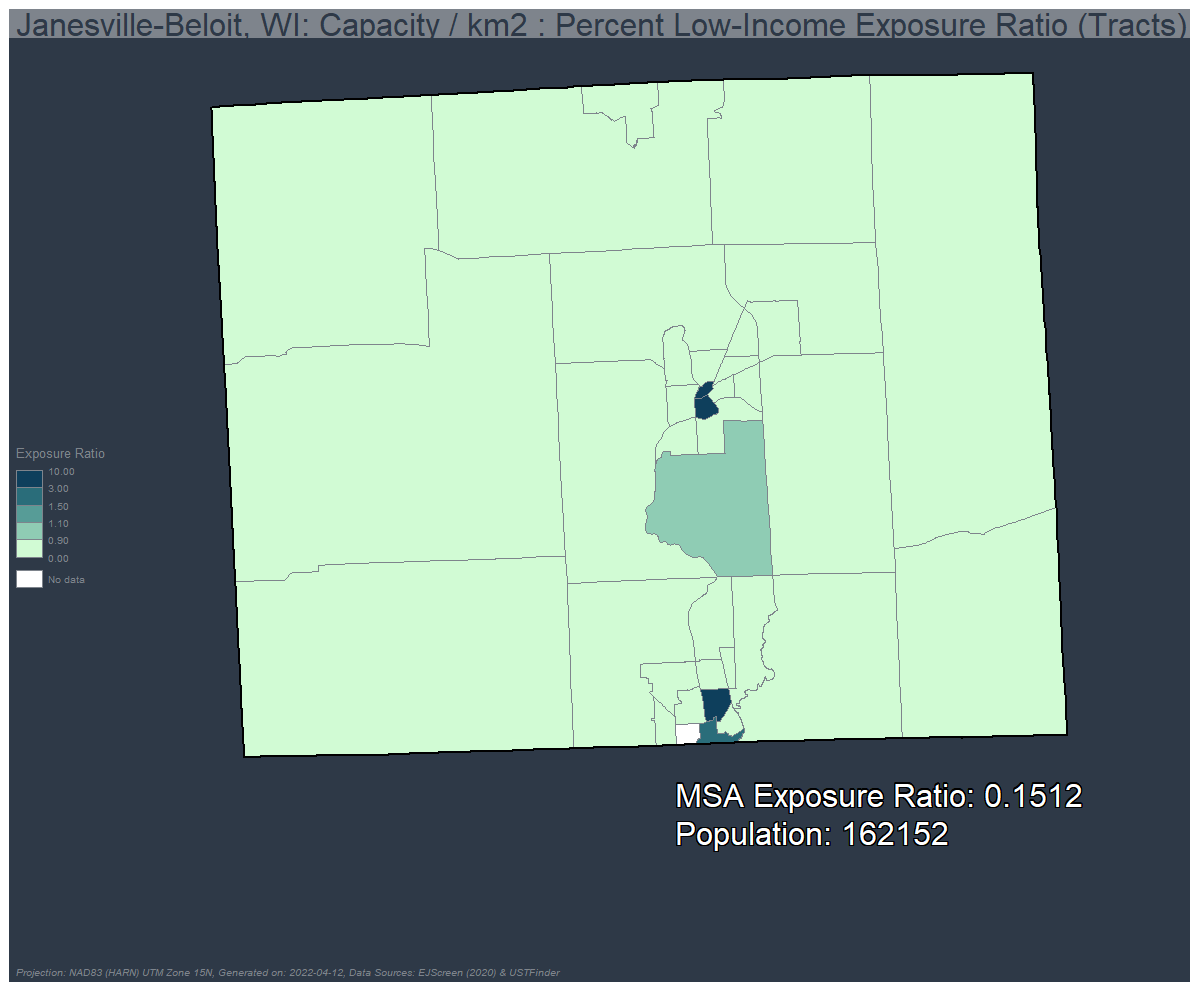 Janesville-Beloit, WI: Capacity / km2 : Percent Low-Income Exposure Ratio (Tracts)
Exposure Ratio
10.00
3.00
1.50
1.10
0.90
0.00
No data
MSA Exposure Ratio: 0.1512
Population: 162152
Projection: NAD83 (HARN) UTM Zone 15N, Generated on: 2022-04-12, Data Sources: EJScreen (2020) & USTFinder